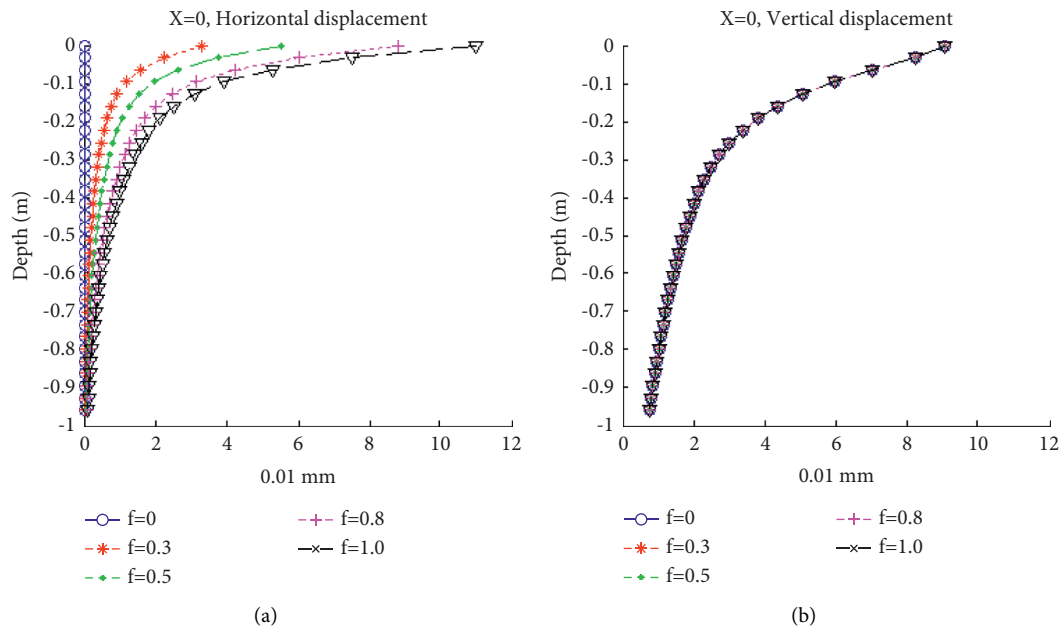 X=0, Horizontal displacement
0
-0.1
-0.2
-0.3
-0.4
-0.5
-0.6
-0.7
-0.8
-0.9
-1
Depth (m)
0 2 4 6 8 10 12
0.01 mm
f=0
f=0.3
f=0.5
f=0.8
f=1.0
(a)
X=0, Vertical displacement
0
-0.1
-0.2
-0.3
-0.4
-0.5
-0.6
-0.7
-0.8
-0.9
-1
Depth (m)
0 2 4 6 8 10 12
0.01 mm
f=0
f=0.3
f=0.5
f=0.8
f=1.0
(b)